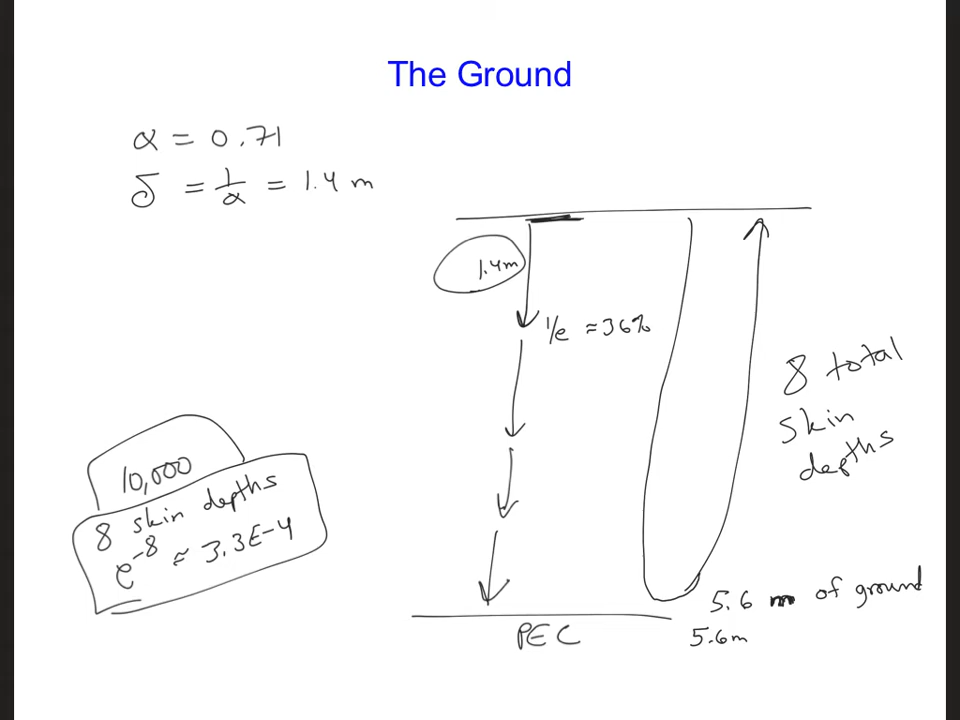 The Ground
α = 0.71
δ = 1/α = 1.4 m
1.4m
1/e ≈ 36%
8 total
skin
depths
10,000
8 skin depths
e^-8 ≈ 3.3E-4
5.6 m of ground
5.6m
PEC